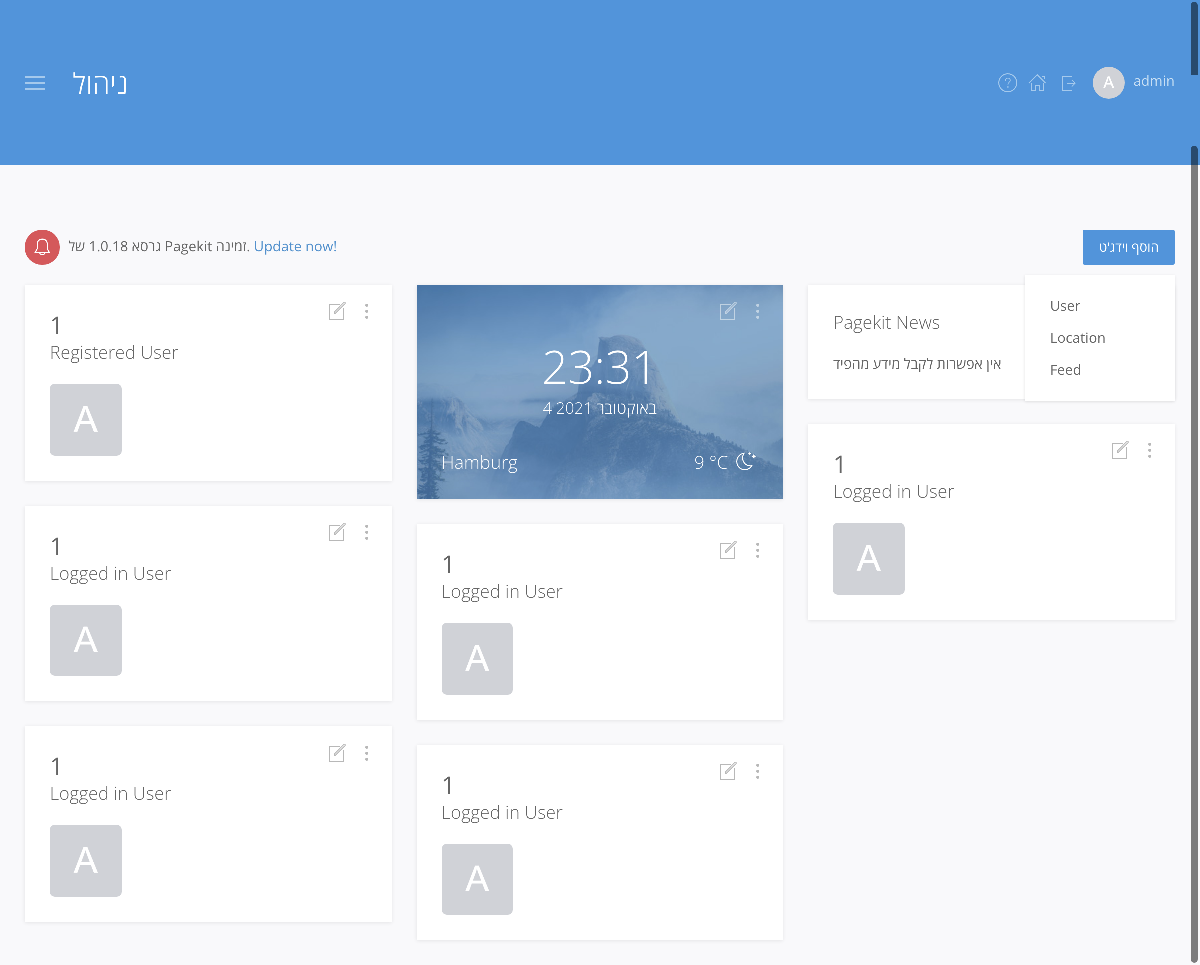 ניהול
?
A admin
גרסא 1.0.18 של Pagekit זמינה. Update now!
הוסף וידג'ט
User
Location
Feed
1
Registered User
A
1
Logged in User
A
1
Logged in User
A
23:31
4 באוקטובר 2021
Hamburg
9 °C
1
Logged in User
A
1
Logged in User
A
Pagekit News
אין אפשרות לקבל מידע מהפיד
1
Logged in User
A